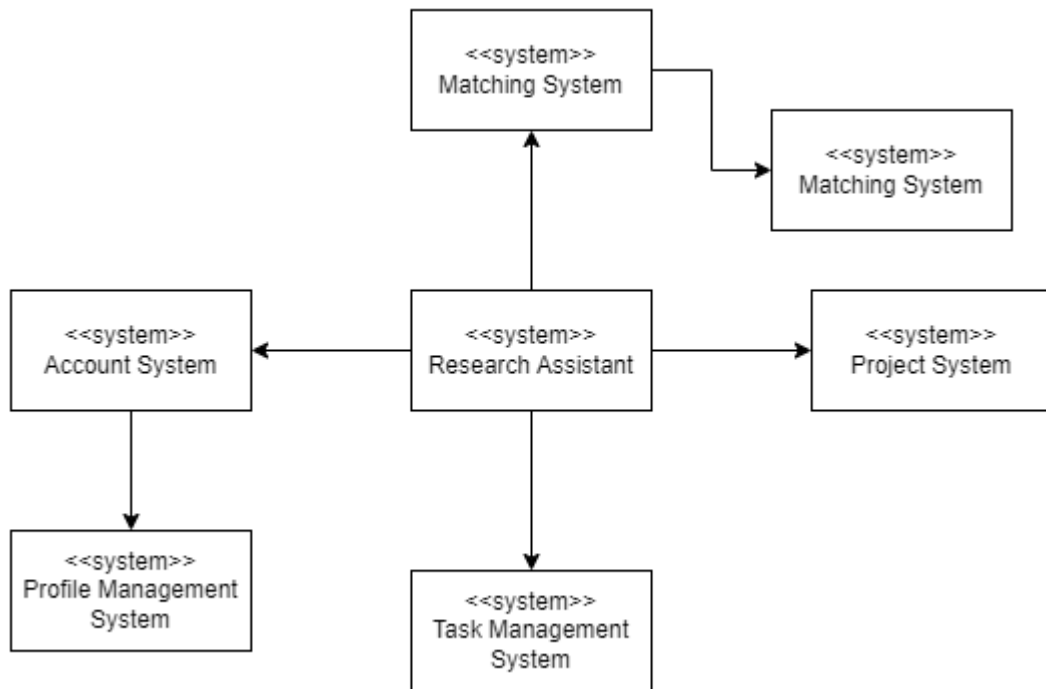 <<system>>
Matching System
<<system>>
Matching System
<<system>>
Account System
<<system>>
Research Assistant
<<system>>
Project System
<<system>>
Profile Management
System
<<system>>
Task Management
System